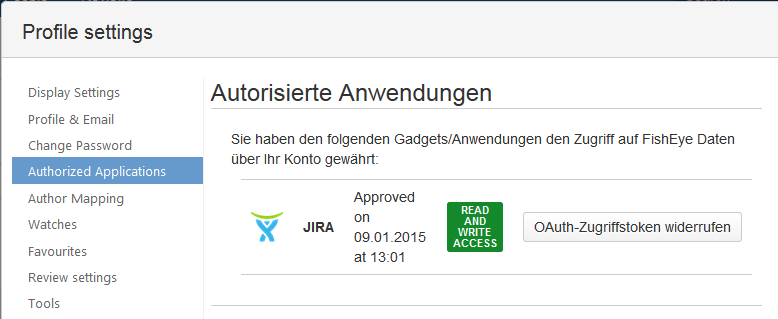 Profile settings
Display Settings
Profile & Email
Change Password
Authorized Applications
Author Mapping
Watches
Favourites
Review settings
Tools
Autorisierte Anwendungen
Sie haben den folgenden Gadgets/Anwendungen den Zugriff auf FishEye Daten
über Ihr Konto gewährt:
JIRA
Approved
on
09.01.2015
at 13:01
READ
AND
WRITE
ACCESS
OAuth-Zugriffstoken widerrufen